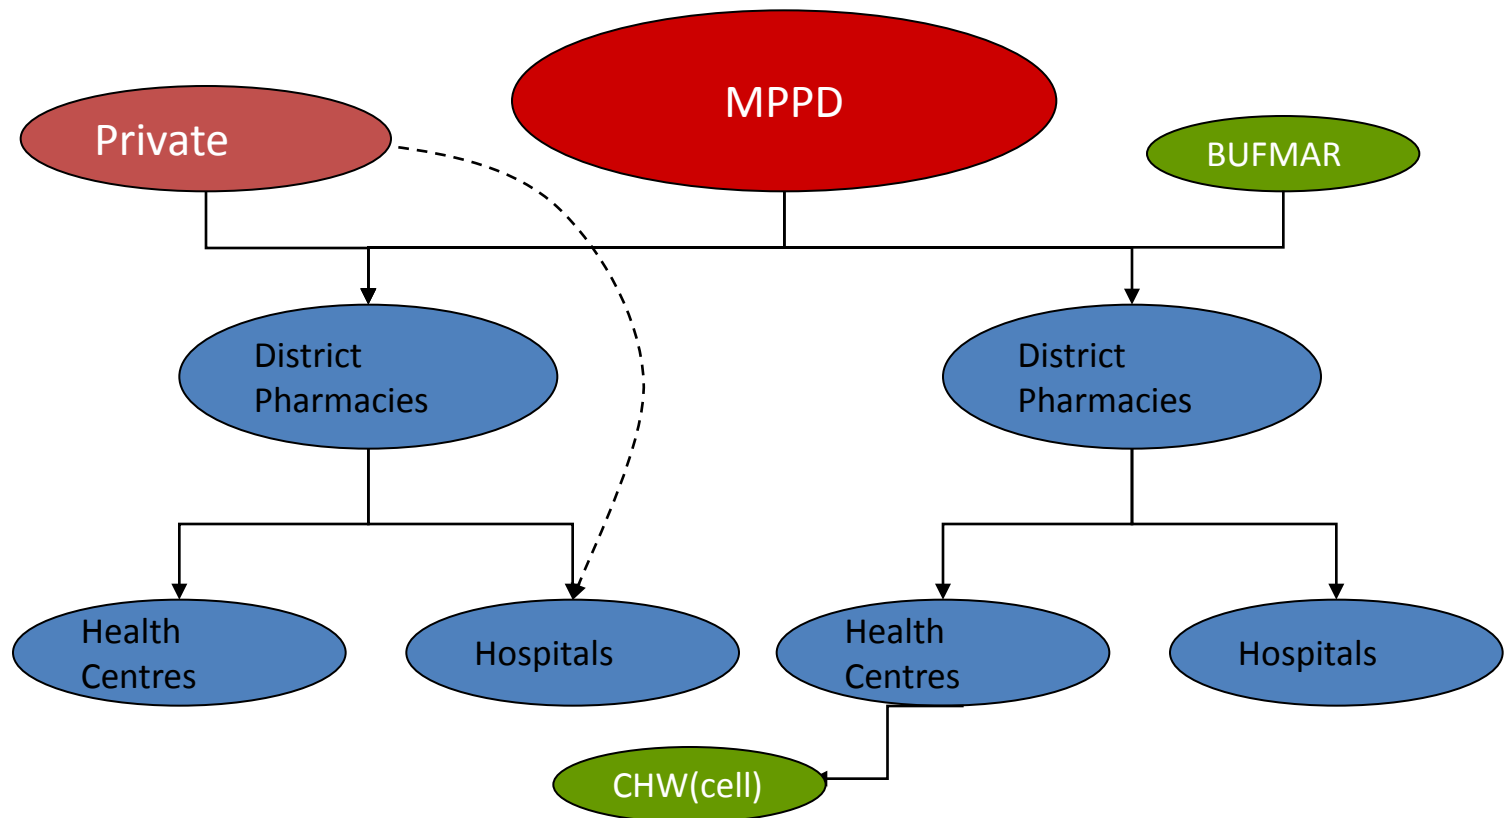 MPPD
Private
BUFMAR
District
Pharmacies
District
Pharmacies
Health
Centres
Hospitals
Health
Centres
Hospitals
CHW(cell)